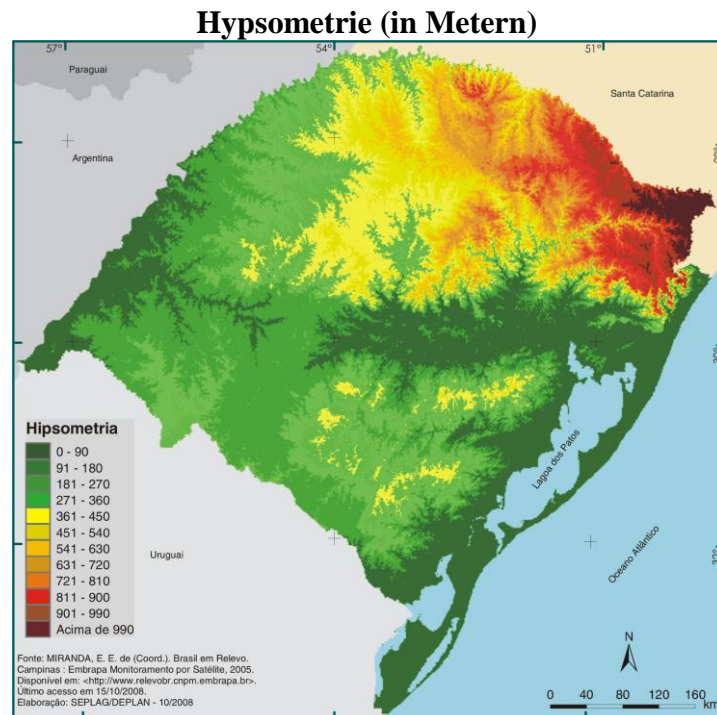 Hypsometrie (in Metern)
57°
54°
51°
Paraguai
Santa Catarina
Argentina
Hipsometria
0 - 90
91 - 180
181 - 270
271 - 360
361 - 450
451 - 540
541 - 630
631 - 720
721 - 810
811 - 900
901 - 990
Acima de 990
Lagoa dos Patos
Oceano Atlântico
Uruguai
Fonte: MIRANDA, E. E. de (Coord.). Brasil em Relevo.
Campinas : Embrapa Monitoramento por Satélite, 2005.
Disponível em: <http://www.relevobr.cnpm.embrapa.br>.
Último acesso em 15/10/2008.
Elaboração: SEPLAG/DEPLAN - 10/2008
N
0 40 80 120 160
km